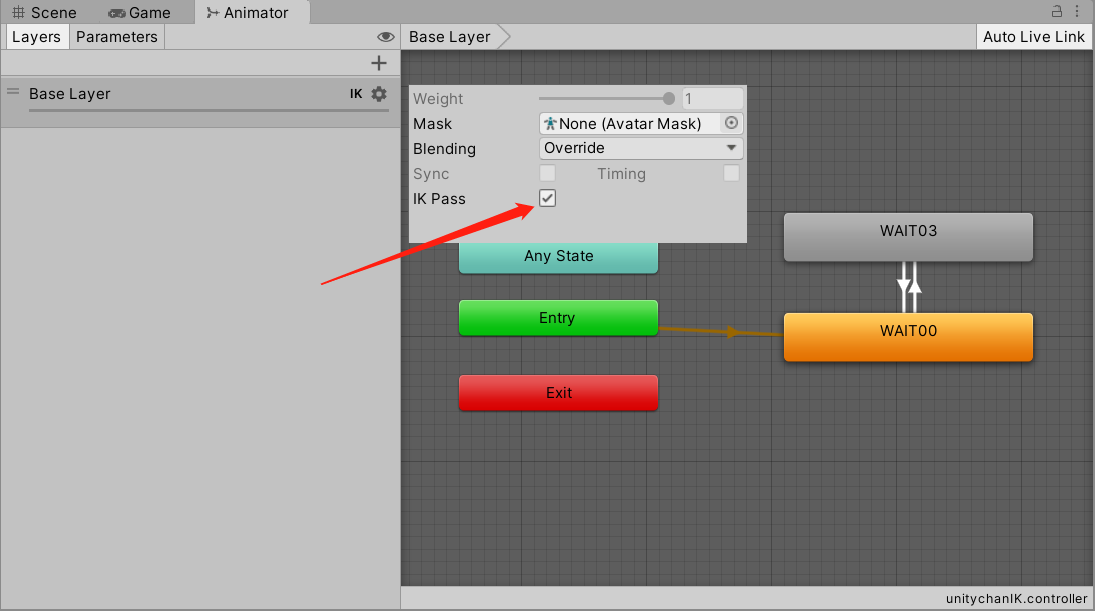 Scene Game Animator
Layers Parameters Base Layer Auto Live Link
Base Layer IK
Weight 1
Mask None (Avatar Mask)
Blending Override
Sync Timing
IK Pass
WAIT03
Any State
Entry
WAIT00
Exit
unitychanIK.controller